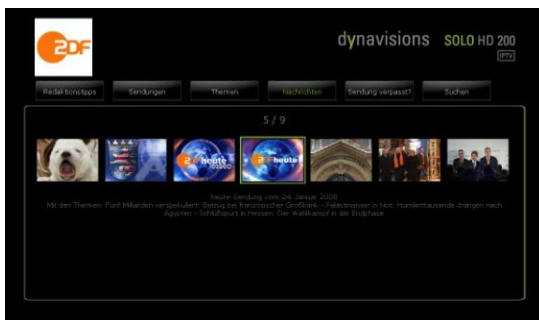 ZDF
dynavisions SOLO HD 200
IPTV
Redaktionstipps Sendungen Themen Nachrichten Sendung verpasst? Suchen
5 / 9
heute
heute
heute-Sendung vom 24. Januar 2008
Mit den Themen: Fünf Milliarden verspekuliert: Betrug bei französischer Großbank - Palästinenser in Not: Hunderttausende drängen nach
Ägypten - Schlußspurt in Hessen: Der Wahlkampf in der Endphase